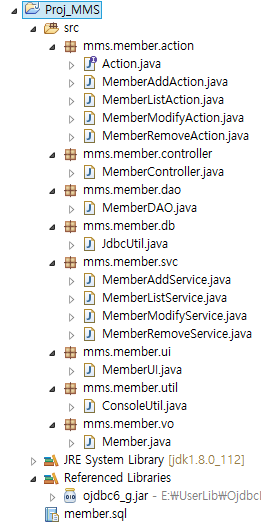 Proj_MMS
src
mms.member.action
Action.java
MemberAddAction.java
MemberListAction.java
MemberModifyAction.java
MemberRemoveAction.java
mms.member.controller
MemberController.java
mms.member.dao
MemberDAO.java
mms.member.db
JdbcUtil.java
mms.member.svc
MemberAddService.java
MemberListService.java
MemberModifyService.java
MemberRemoveService.java
mms.member.ui
MemberUI.java
mms.member.util
ConsoleUtil.java
mms.member.vo
Member.java
JRE System Library [jdk1.8.0_112]
Referenced Libraries
ojdbc6_g.jar - E:₩UserLib₩Ojdbc
member.sql